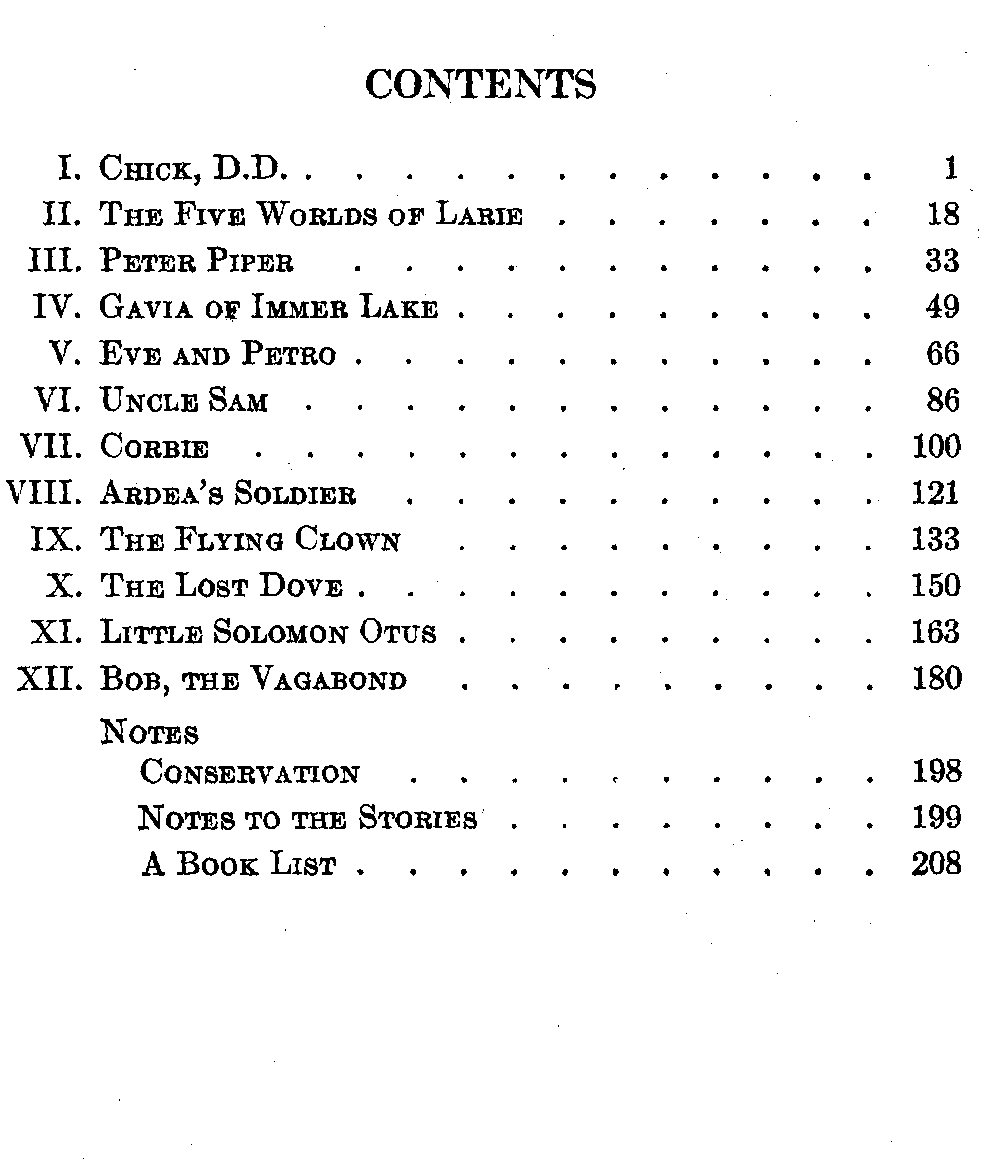 CONTENTS
I. CHICK, D.D. . . . . . . . . . . . . 1
II. THE FIVE WORLDS OF LARIE . . . . . . . 18
III. PETER PIPER . . . . . . . . . . . 33
IV. GAVIA OF IMMER LAKE . . . . . . . . . 49
V. EVE AND PETRO . . . . . . . . . . . 66
VI. UNCLE SAM . . . . . . . . . . . . 86
VII. CORBIE . . . . . . . . . . . . . 100
VIII. ARDEA'S SOLDIER . . . . . . . . . . 121
IX. THE FLYING CLOWN . . . . . . . . . 133
X. THE LOST DOVE . . . . . . . . . . . 150
XI. LITTLE SOLOMON OTUS . . . . . . . . . 163
XII. BOB, THE VAGABOND . . . . . . . . . 180
NOTES
CONSERVATION . . . . . . . . . . 198
NOTES TO THE STORIES . . . . . . . . 199
A BOOK LIST . . . . . . . . . . . 208